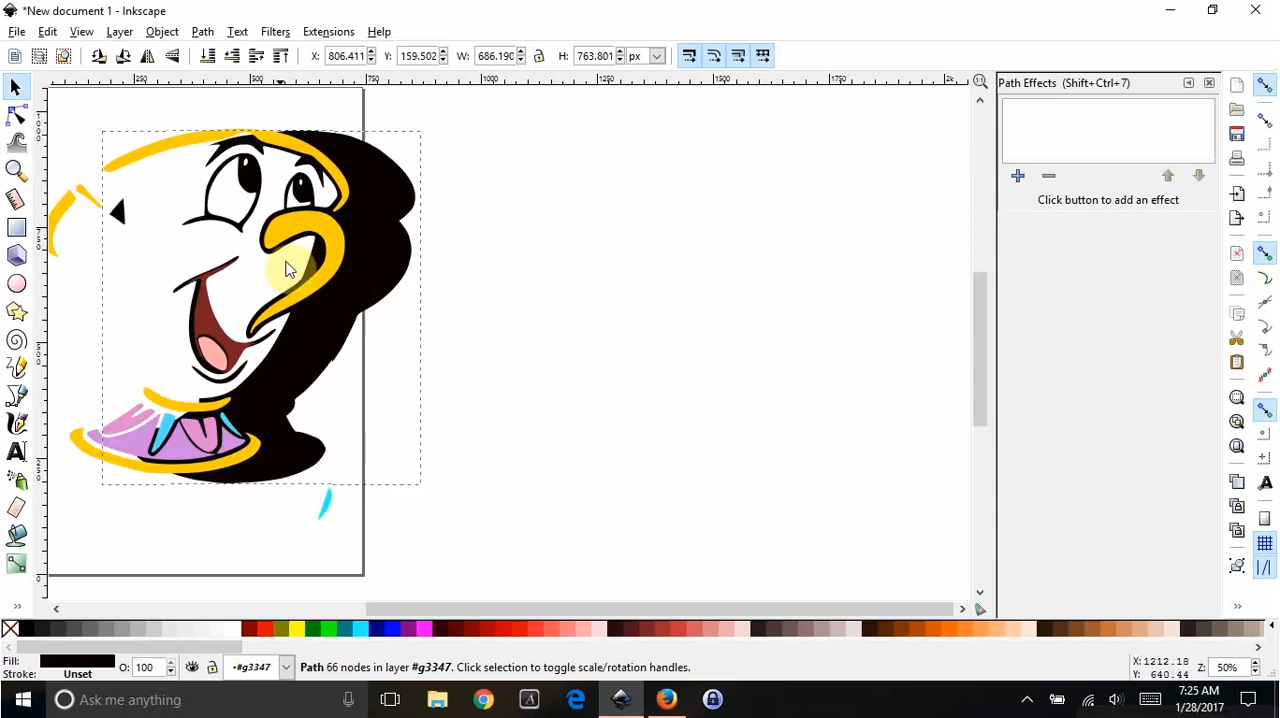 *New document 1 - Inkscape
File Edit View Layer Object Path Text Filters Extensions Help
X: 806.411 Y: 159.502 W: 686.190 H: 763.801 px
250 500 750 1000 1250 1500 1750
Path Effects (Shift+Ctrl+7)
Click button to add an effect
Fill: Stroke: Unset O: 100 •#g3347 Path 66 nodes in layer #g3347. Click selection to toggle scale/rotation handles. X: 1212.18 Y: 640.44 Z: 50%
Ask me anything
7:25 AM
1/28/2017